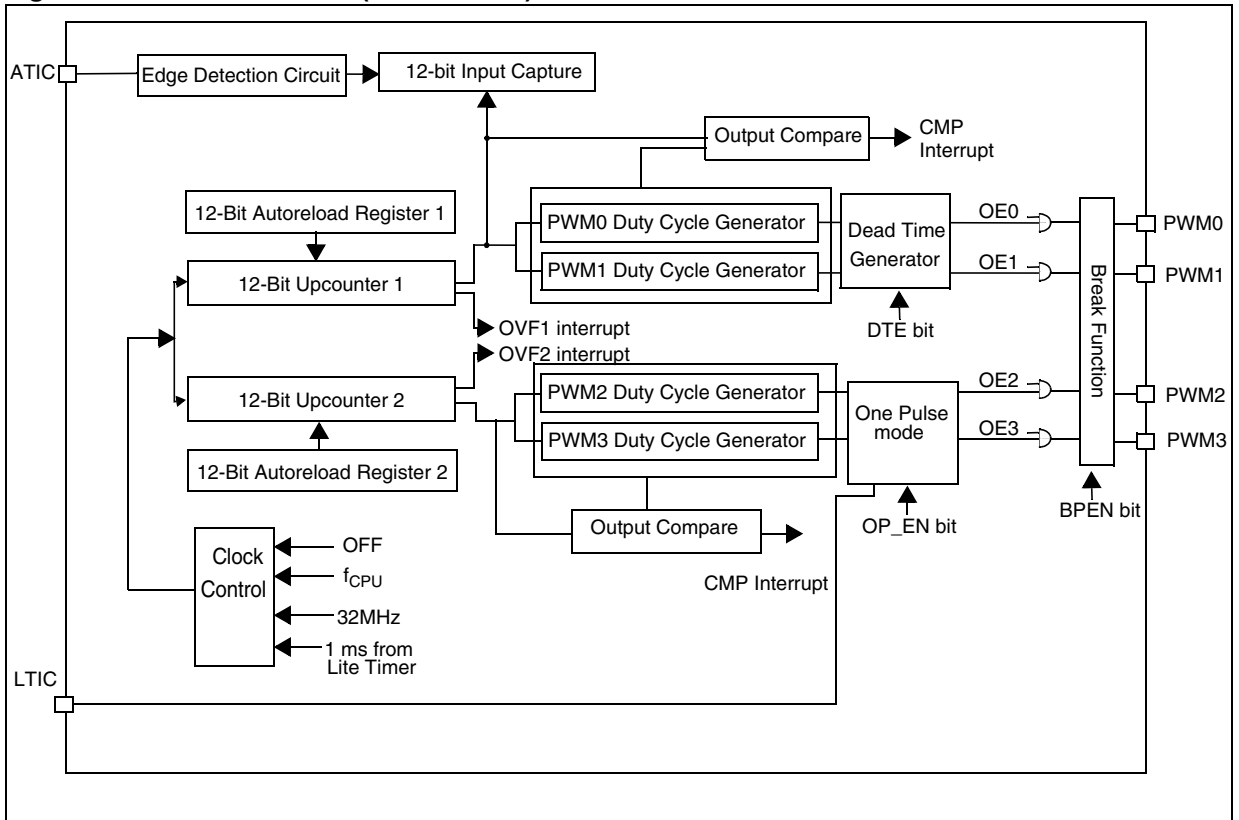 ATIC
Edge Detection Circuit
12-bit Input Capture
Output Compare
CMP
Interrupt
12-Bit Autoreload Register 1
PWM0 Duty Cycle Generator
PWM1 Duty Cycle Generator
Dead Time
Generator
OE0
OE1
PWM0
PWM1
12-Bit Upcounter 1
Break Function
DTE bit
OVF1 interrupt
OVF2 interrupt
12-Bit Upcounter 2
PWM2 Duty Cycle Generator
PWM3 Duty Cycle Generator
One Pulse
mode
OE2
OE3
PWM2
PWM3
12-Bit Autoreload Register 2
BPEN bit
OP_EN bit
Output Compare
CMP Interrupt
Clock
Control
OFF
fCPU
32MHz
1 ms from
Lite Timer
LTIC